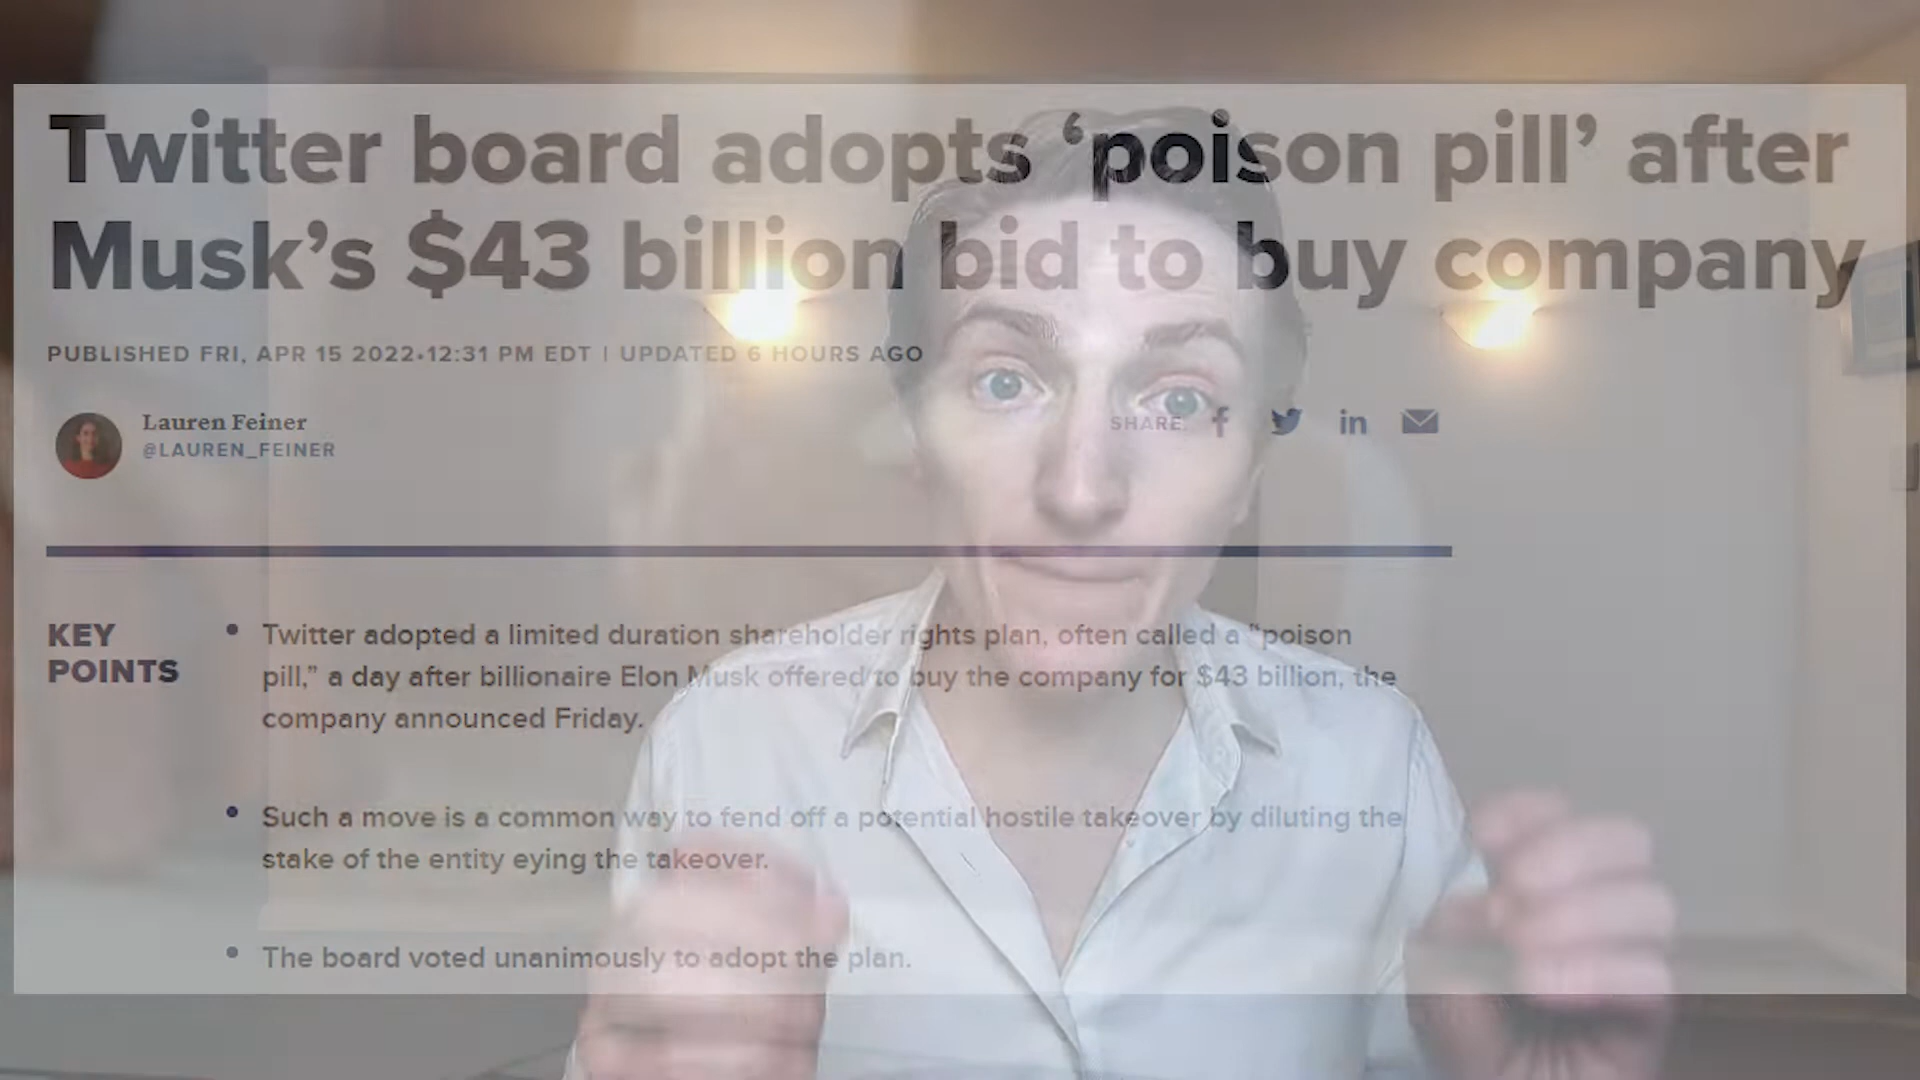 Twitter board adopts ‘poison pill’ after
Musk’s $43 billion bid to buy company
PUBLISHED FRI, APR 15 2022•12:31 PM EDT | UPDATED 6 HOURS AGO
Lauren Feiner
@LAUREN_FEINER
SHARE
KEY
POINTS
• Twitter adopted a limited duration shareholder rights plan, often called a “poison
pill,” a day after billionaire Elon Musk offered to buy the company for $43 billion, the
company announced Friday.
• Such a move is a common way to fend off a potential hostile takeover by diluting the
stake of the entity eying the takeover.
• The board voted unanimously to adopt the plan.